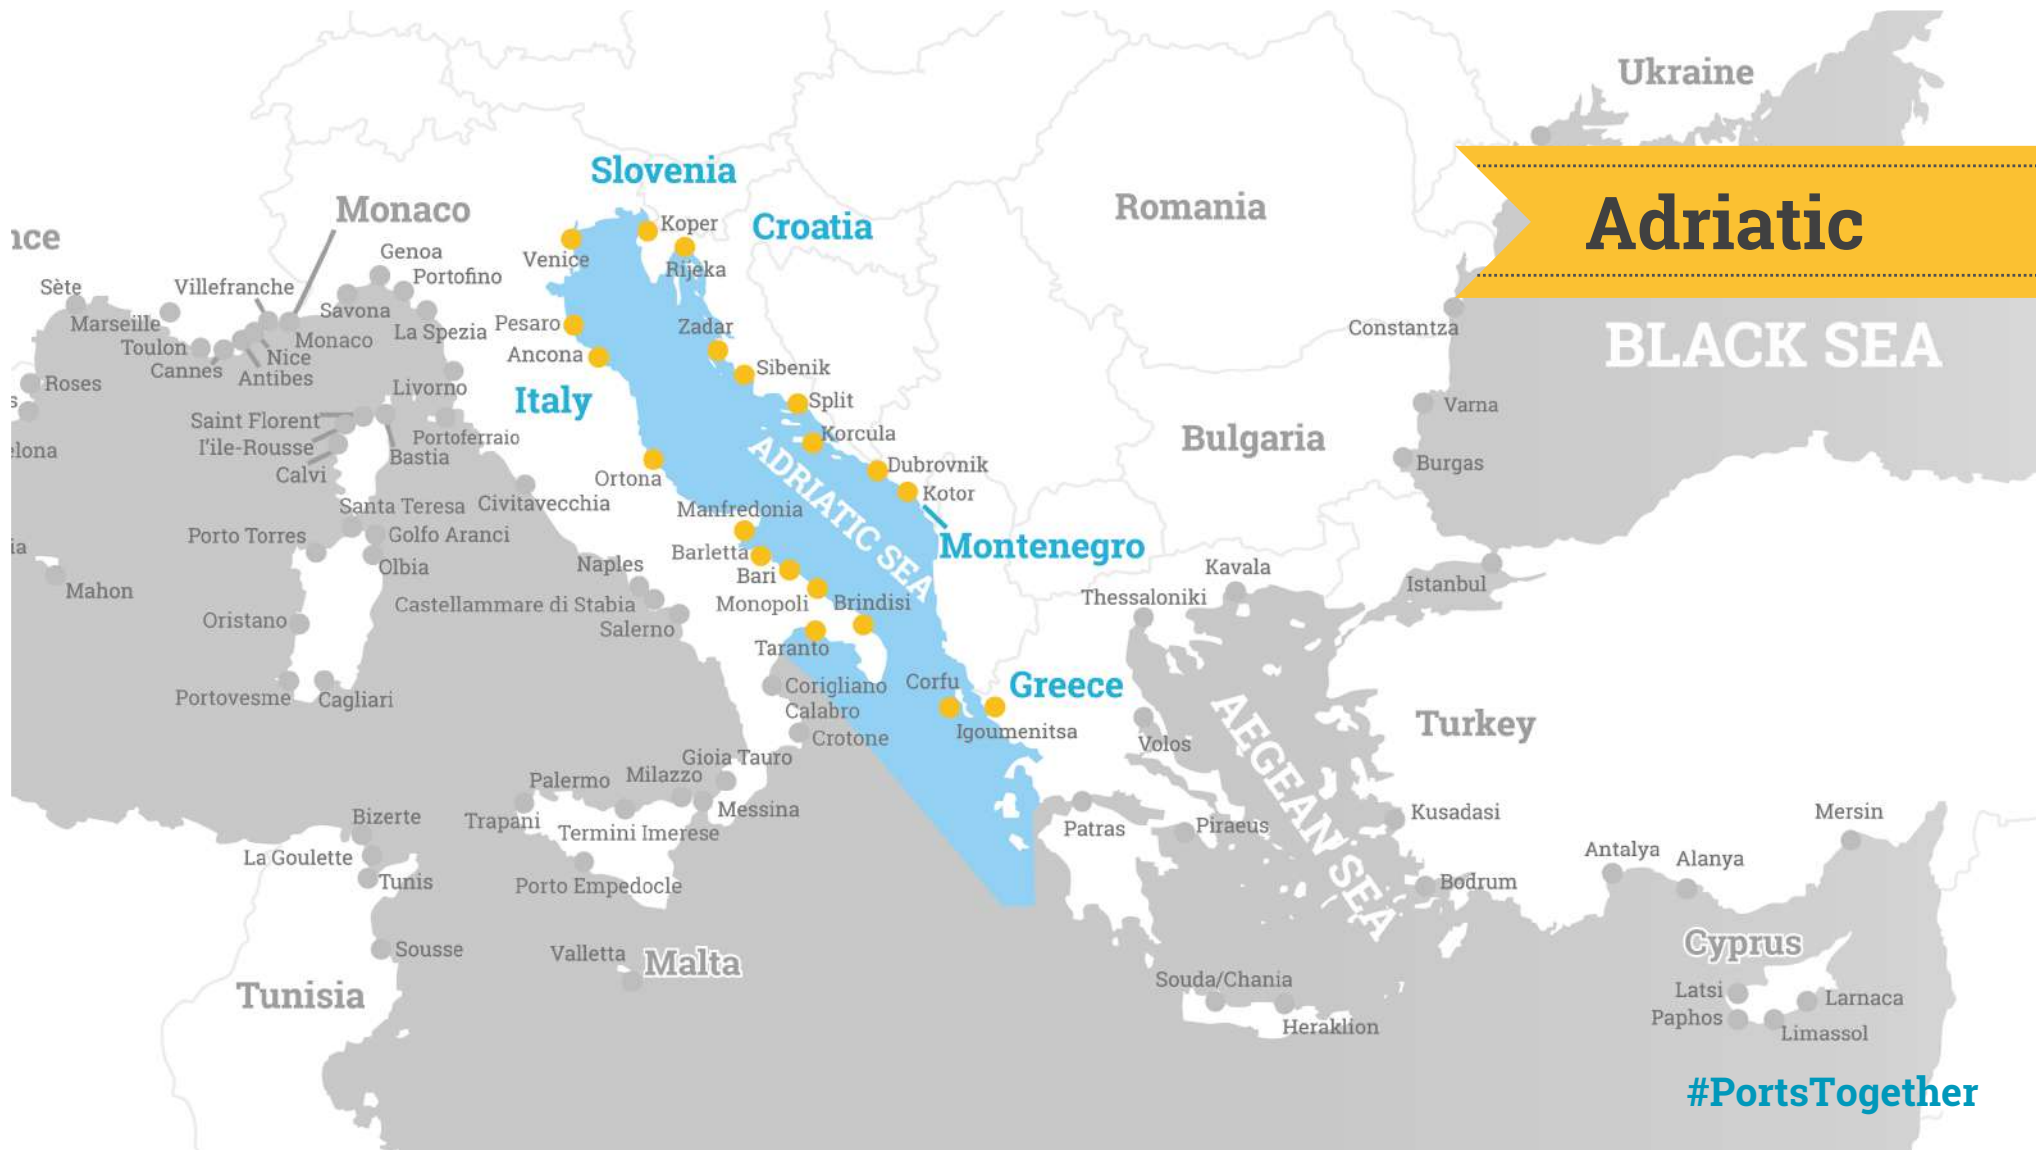 Ukraine
Adriatic
Slovenia
Romania
Monaco
Koper
Croatia
nce
Genoa
Venice
Rijeka
Portofino
Sète
Villefranche
Savona
Marseille
Pesaro
Zadar
Constantza
La Spezia
Monaco
BLACK SEA
Toulon
Nice
Ancona
Cannes
Antibes
Sibenik
Roses
Livorno
Italy
Split
Varna
s
Saint Florent
Korcula
Portoferraio
Bulgaria
l'ile-Rousse
elona
Bastia
ADRIATIC SEA
Dubrovnik
Burgas
Calvi
Ortona
Kotor
Santa Teresa
Civitavecchia
Manfredonia
Porto Torres
Golfo Aranci
ia
Barletta
Montenegro
Olbia
Naples
Bari
Kavala
Istanbul
Mahon
Castellammare di Stabia
Monopoli
Brindisi
Thessaloniki
Oristano
Salerno
Taranto
Corigliano
Calabro
Corfu
Greece
Portovesme
Cagliari
AEGEAN SEA
Turkey
Crotone
Igoumenitsa
Volos
Gioia Tauro
Palermo
Milazzo
Bizerte
Trapani
Messina
Kusadasi
Mersin
Termini Imerese
Patras
Piraeus
La Goulette
Antalya
Alanya
Tunis
Porto Empedocle
Bodrum
Sousse
Valletta
Malta
Cyprus
Tunisia
Souda/Chania
Latsi
Larnaca
Paphos
Heraklion
Limassol
#PortsTogether